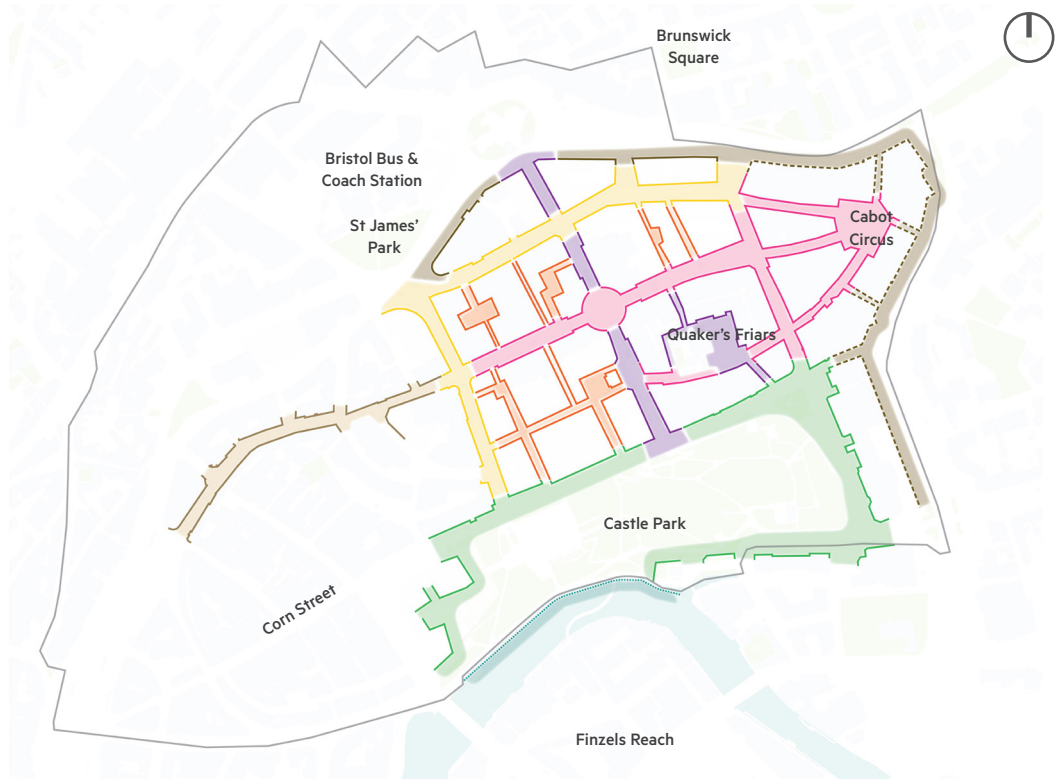 Brunswick
Square
Bristol Bus &
Coach Station
St James’
Park
Cabot
Circus
Quaker's Friars
Castle Park
Corn Street
Finzels Reach